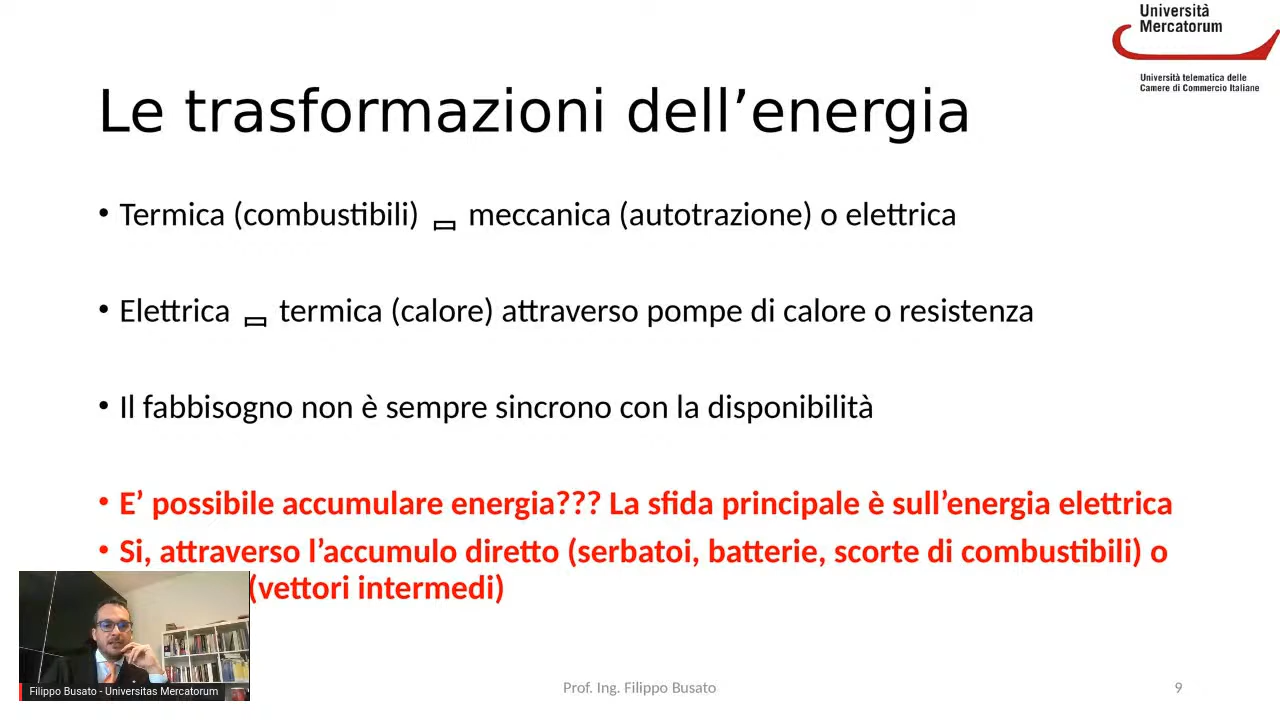 Università
Mercatorum
Università telematica delle
Camere di Commercio Italiane
Le trasformazioni dell’energia
• Termica (combustibili) meccanica (autotrazione) o elettrica
• Elettrica termica (calore) attraverso pompe di calore o resistenza
• Il fabbisogno non è sempre sincrono con la disponibilità
• E’ possibile accumulare energia??? La sfida principale è sull’energia elettrica
• Si, attraverso l’accumulo diretto (serbatoi, batterie, scorte di combustibili) o
(vettori intermedi)
Filippo Busato - Universitas Mercatorum
Prof. Ing. Filippo Busato
9